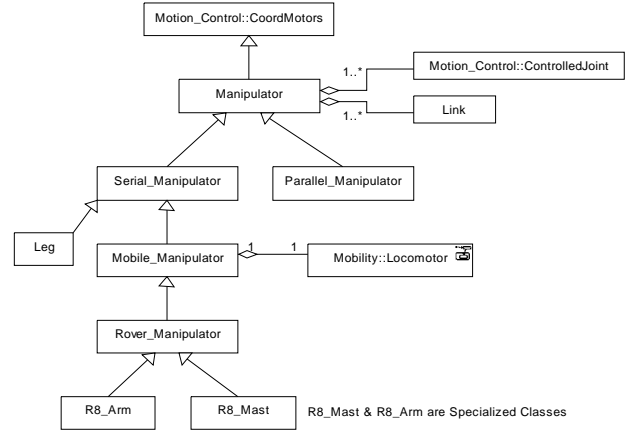 Motion_Control::CoordMotors
Manipulator
1..*
Motion_Control::ControlledJoint
1..*
Link
Serial_Manipulator
Parallel_Manipulator
Leg
Mobile_Manipulator
1
1
Mobility::Locomotor
Rover_Manipulator
R8_Arm
R8_Mast
R8_Mast & R8_Arm are Specialized Classes